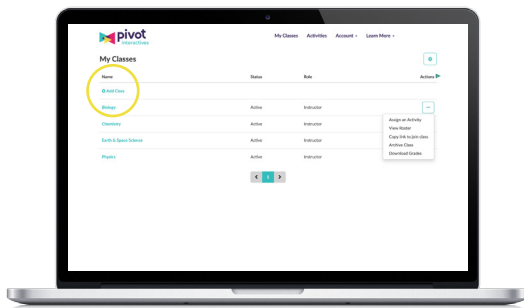 pivot
interactives
My Classes Activities Account Learn More
My Classes
Name Status Role Actions
Add Class
Biology Active Instructor
Chemistry Active Instructor
Earth & Space Science Active Instructor
Physics Active Instructor
Assign an Activity
View Roster
Copy link to join class
Archive Class
Download Grades
< 1 >